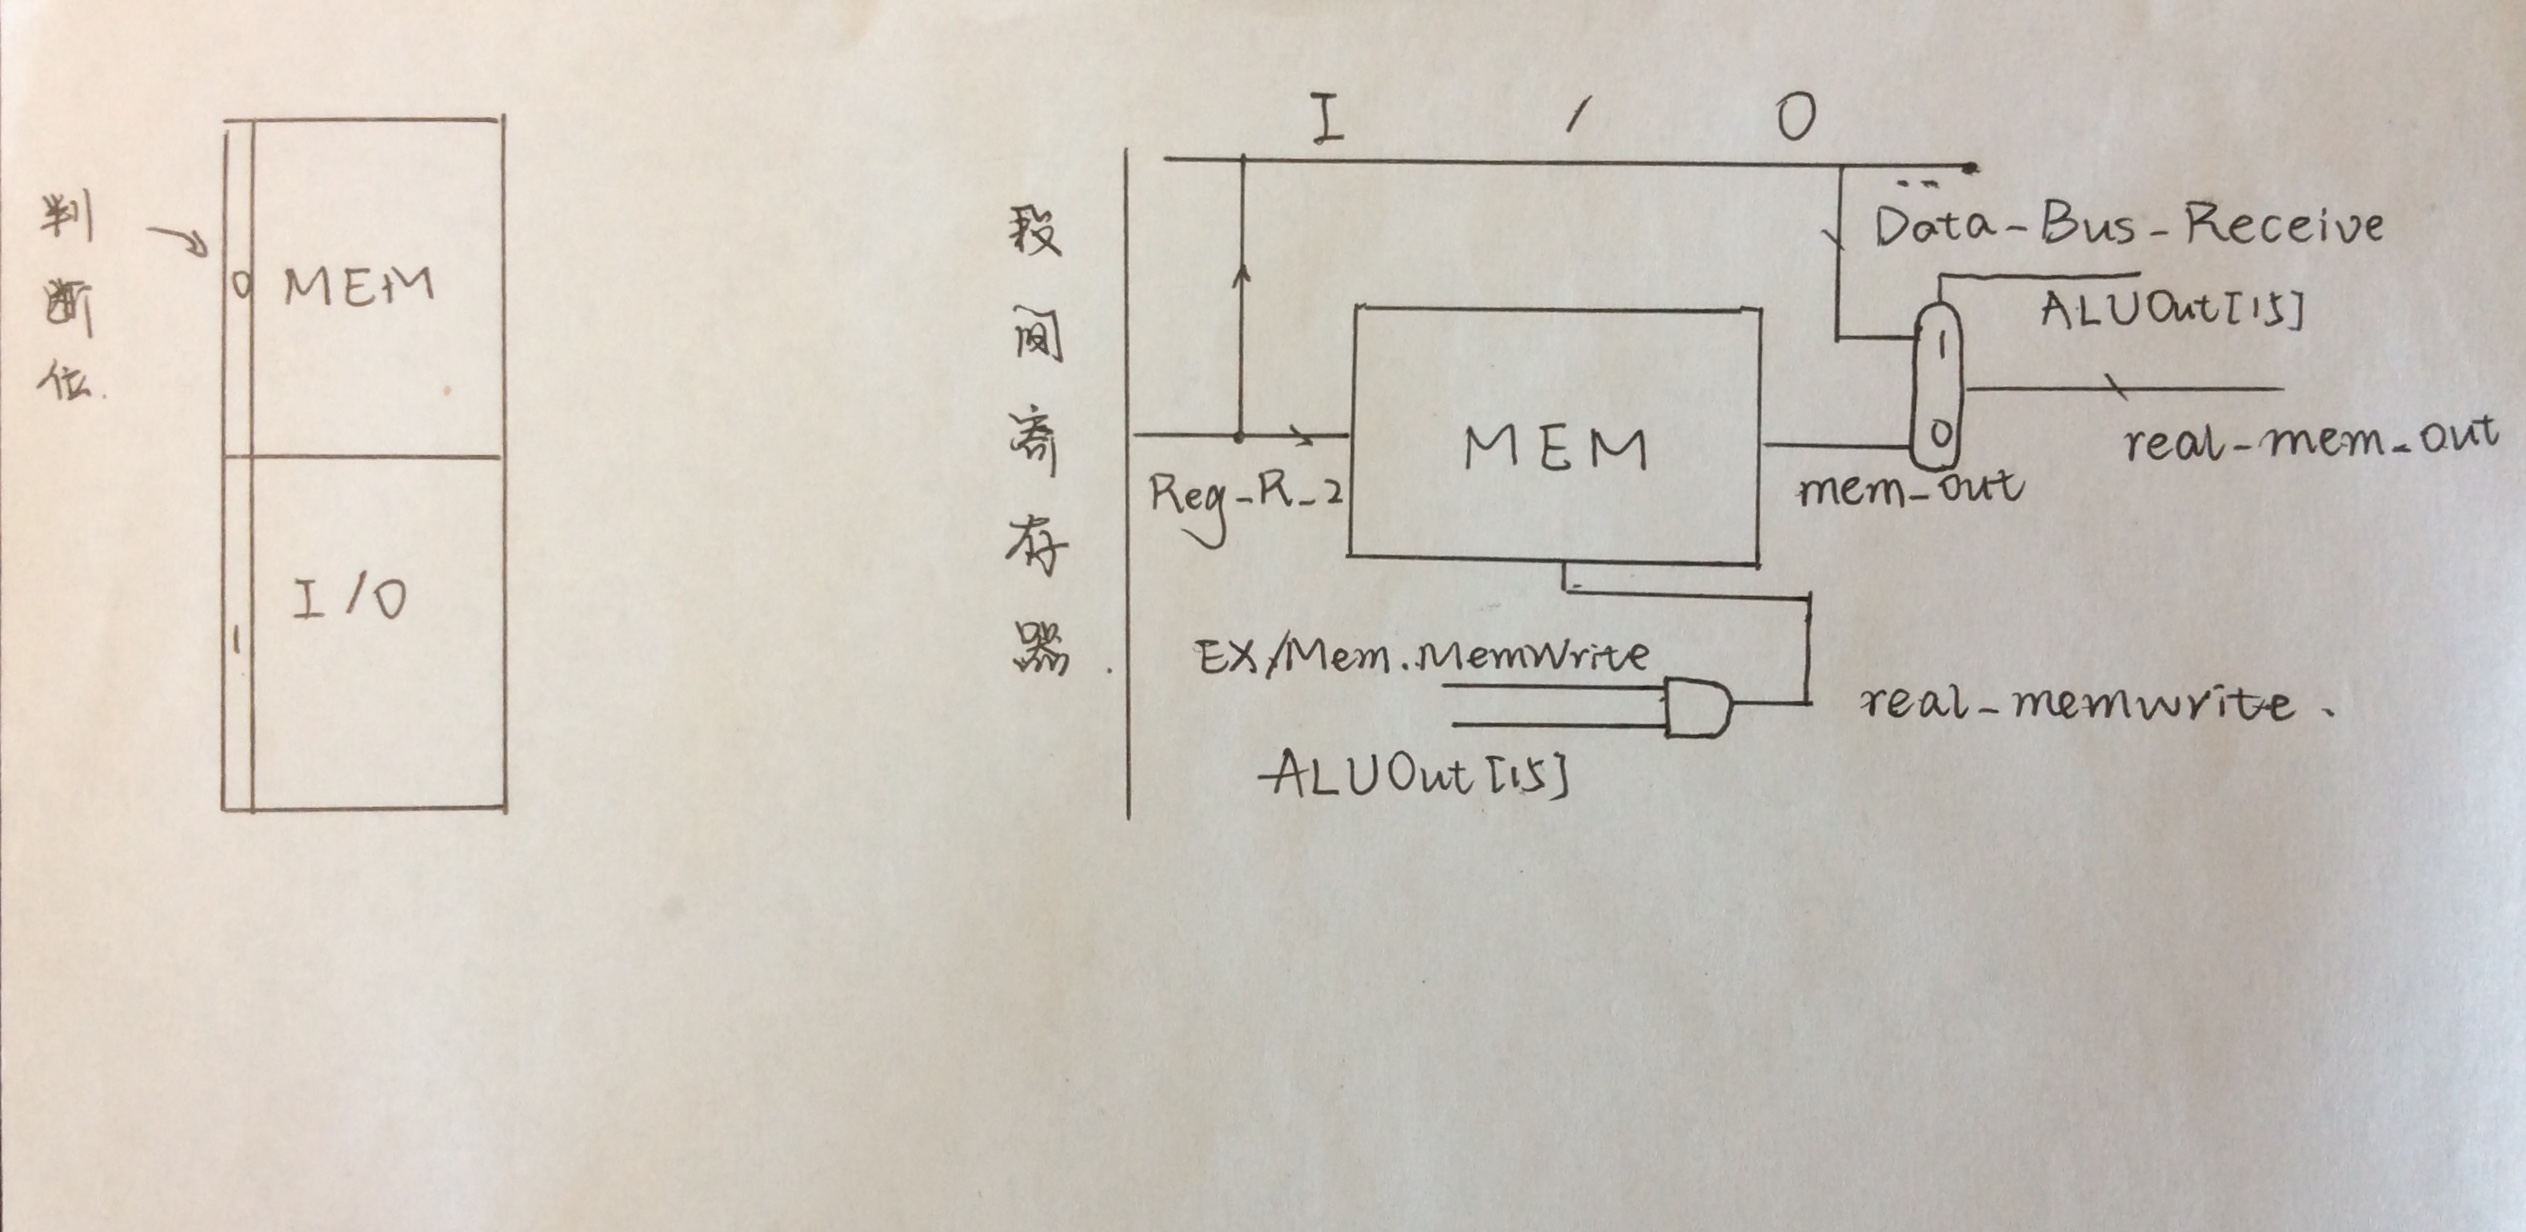 判断位.
0 MEM
1 I/O
段间寄存器.
I / O
Data-Bus-Receive
ALUOut[15]
1
0
real-mem-out
MEM
Reg-R-2
mem-out
EX/Mem.MemWrite
ALUOut[15]
real-memwrite.